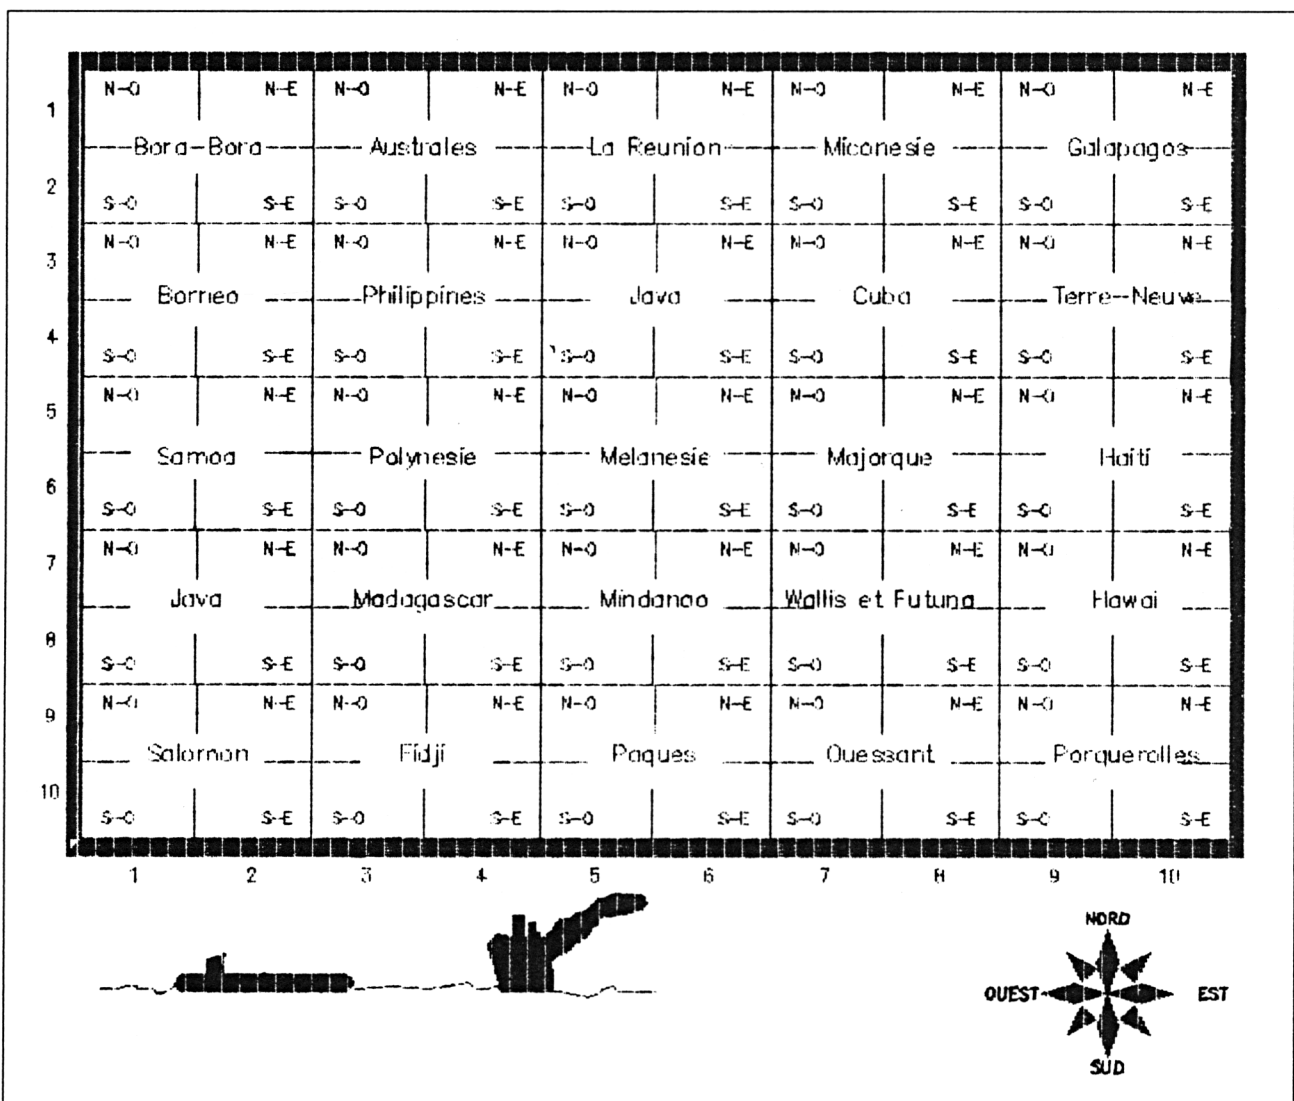 N-O N-E N-O N-E N-O N-E N-O N-E N-O N-E
1
Bora-Bora Australes La Reunion Miconesie Galapagos
2
S-O S-E S-O S-E S-O S-E S-O S-E S-O S-E
N-O N-E N-O N-E N-O N-E N-O N-E N-O N-E
3
Borneo Philippines Java Cuba Terre-Neuve
4
S-O S-E S-O S-E S-O S-E S-O S-E S-O S-E
N-O N-E N-O N-E N-O N-E N-O N-E N-O N-E
5
Samoa Polynesie Melanesie Majorque Haiti
6
S-O S-E S-O S-E S-O S-E S-O S-E S-O S-E
N-O N-E N-O N-E N-O N-E N-O N-E N-O N-E
7
Java Madagascar Mindanao Wallis et Futuna Hawai
8
S-O S-E S-O S-E S-O S-E S-O S-E S-O S-E
N-O N-E N-O N-E N-O N-E N-O N-E N-O N-E
9
Salomon Fidji Paques Ouessant Porquerolles
10
S-O S-E S-O S-E S-O S-E S-O S-E S-O S-E
1 2 3 4 5 6 7 8 9 10
NORD
OUEST EST
SUD